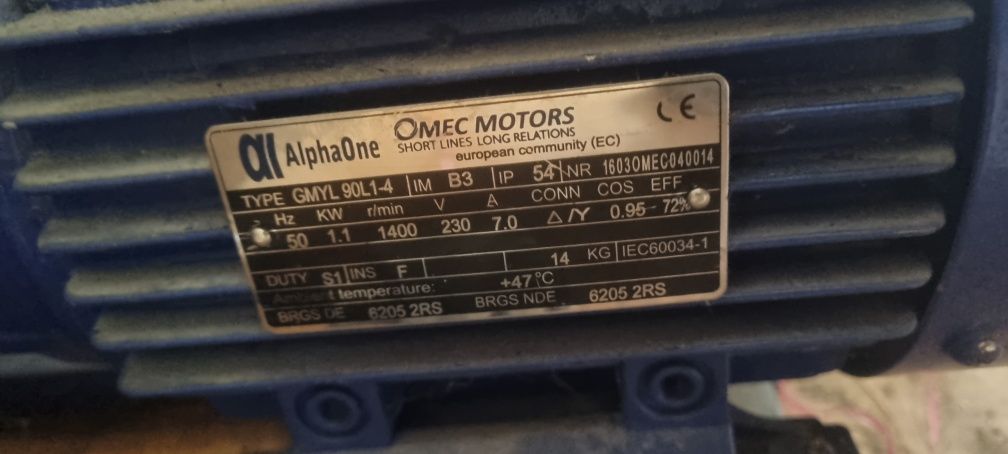 AlphaOne
OMEC MOTORS
SHORT LINES LONG RELATIONS
european community (EC)
CE
TYPE GMYL 90L1-4 IM B3 IP 54 NR 1603OMEC040014
Hz KW r/min V A CONN COS EFF
50 1.1 1400 230 7.0 Δ/Y 0.95 72%
DUTY S1 INS F 14 KG IEC60034-1
Ambient temperature: +47°C
BRGS DE 6205 2RS BRGS NDE 6205 2RS